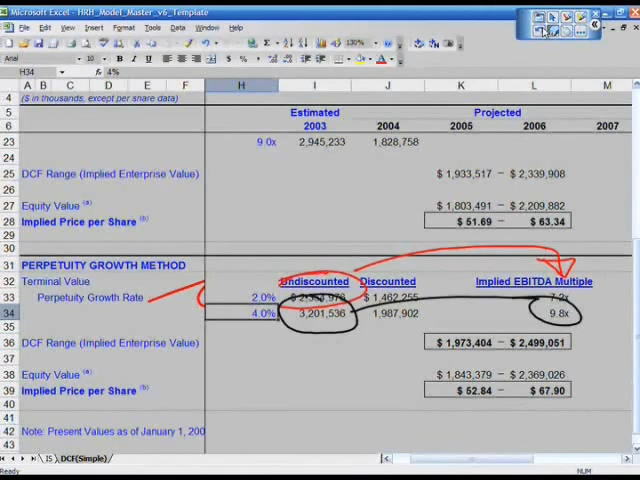 Microsoft Excel - HRH_Model_Master_v6_Template
File Edit View Insert Format Tools Data Window Help
130%
Arial 10 B I U
H34 4%
A B C D E F H I J K L M
4 ($ in thousands, except per share data)
5 Estimated Projected
6 2003 2004 2005 2006 2007
23 9.0x 2,945,233 1,828,758
24
25 DCF Range (Implied Enterprise Value) $ 1,933,517 – $ 2,339,908
26
27 Equity Value (a) $ 1,803,491 – $ 2,209,882
28 Implied Price per Share (b) $ 51.69 – $ 63.34
29
30
31 PERPETUITY GROWTH METHOD
32 Terminal Value Undiscounted Discounted Implied EBITDA Multiple
33 Perpetuity Growth Rate 2.0% $ 1,462,255 7.2x
34 4.0% 3,201,536 1,987,902 9.8x
35
36 DCF Range (Implied Enterprise Value) $ 1,973,404 – $ 2,499,051
37
38 Equity Value (a) $ 1,843,379 – $ 2,369,026
39 Implied Price per Share (b) $ 52.84 – $ 67.90
40
41
42 Note: Present Values as of January 1, 200
43
IS DCF(Simple)
Ready